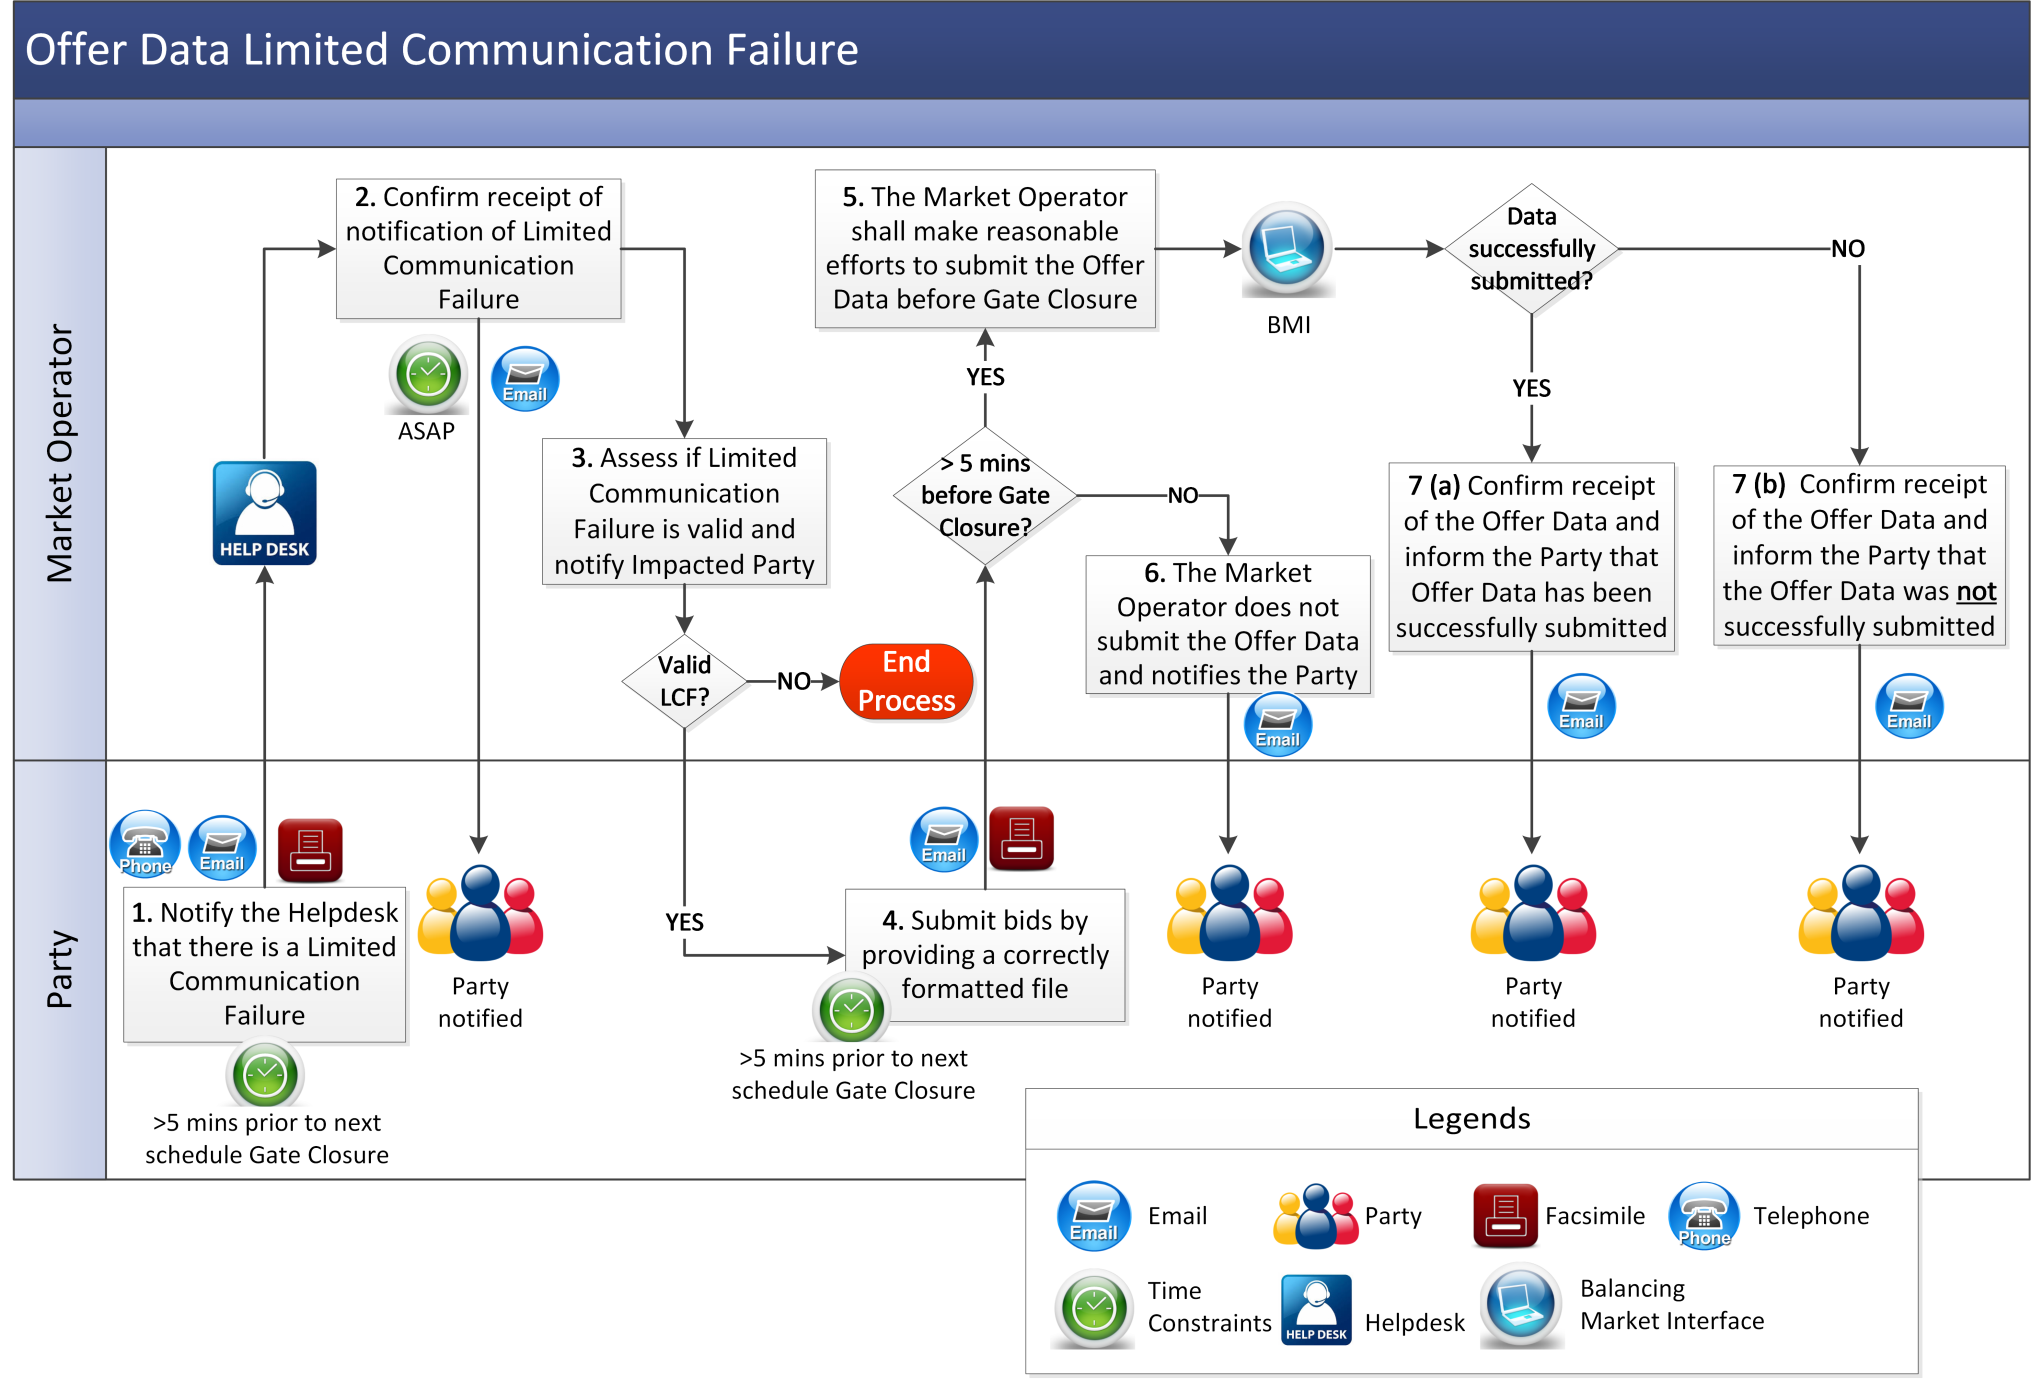 Offer Data Limited Communication Failure
Market Operator
2. Confirm receipt of
notification of Limited
Communication
Failure
ASAP
Email
HELP DESK
3. Assess if Limited
Communication
Failure is valid and
notify Impacted Party
Valid
LCF?
NO
End
Process
YES
5. The Market Operator
shall make reasonable
efforts to submit the Offer
Data before Gate Closure
YES
> 5 mins
before Gate
Closure?
NO
BMI
Data
successfully
submitted?
NO
YES
6. The Market
Operator does not
submit the Offer Data
and notifies the Party
Email
7 (a) Confirm receipt
of the Offer Data and
inform the Party that
Offer Data has been
successfully submitted
Email
7 (b) Confirm receipt
of the Offer Data and
inform the Party that
the Offer Data was not
successfully submitted
Email
Party
Phone
Email
1. Notify the Helpdesk
that there is a Limited
Communication
Failure
>5 mins prior to next
schedule Gate Closure
Party
notified
Email
4. Submit bids by
providing a correctly
formatted file
>5 mins prior to next
schedule Gate Closure
Party
notified
Party
notified
Party
notified
Legends
Email
Email
Party
Facsimile
Phone
Telephone
Time
Constraints
HELP DESK
Helpdesk
Balancing
Market Interface